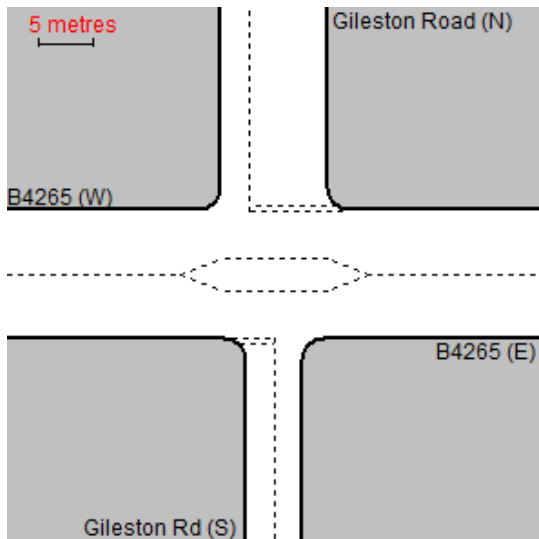 5 metres
Gileston Road (N)
B4265 (W)
B4265 (E)
Gileston Rd (S)